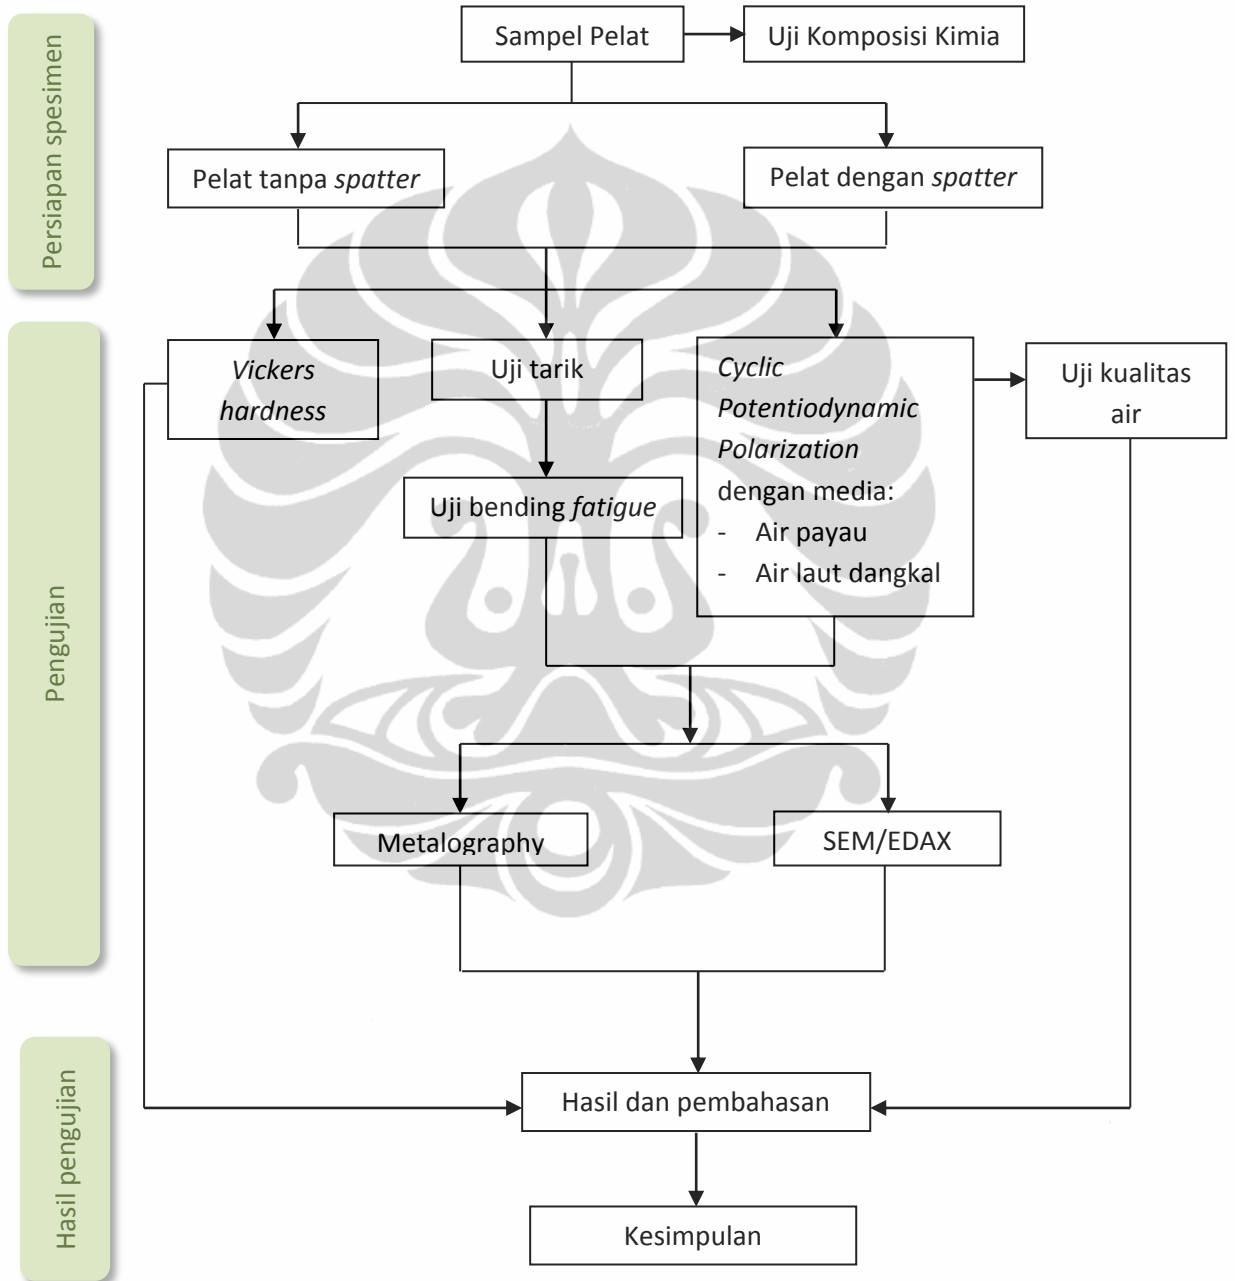 Persiapan spesimen
Sampel Pelat
Uji Komposisi Kimia
Pelat tanpa spatter
Pelat dengan spatter
Pengujian
Vickers
hardness
Uji tarik
Uji bending fatigue
Cyclic
Potentiodynamic
Polarization
dengan media:
- Air payau
- Air laut dangkal
Uji kualitas
air
Metalography
SEM/EDAX
Hasil pengujian
Hasil dan pembahasan
Kesimpulan